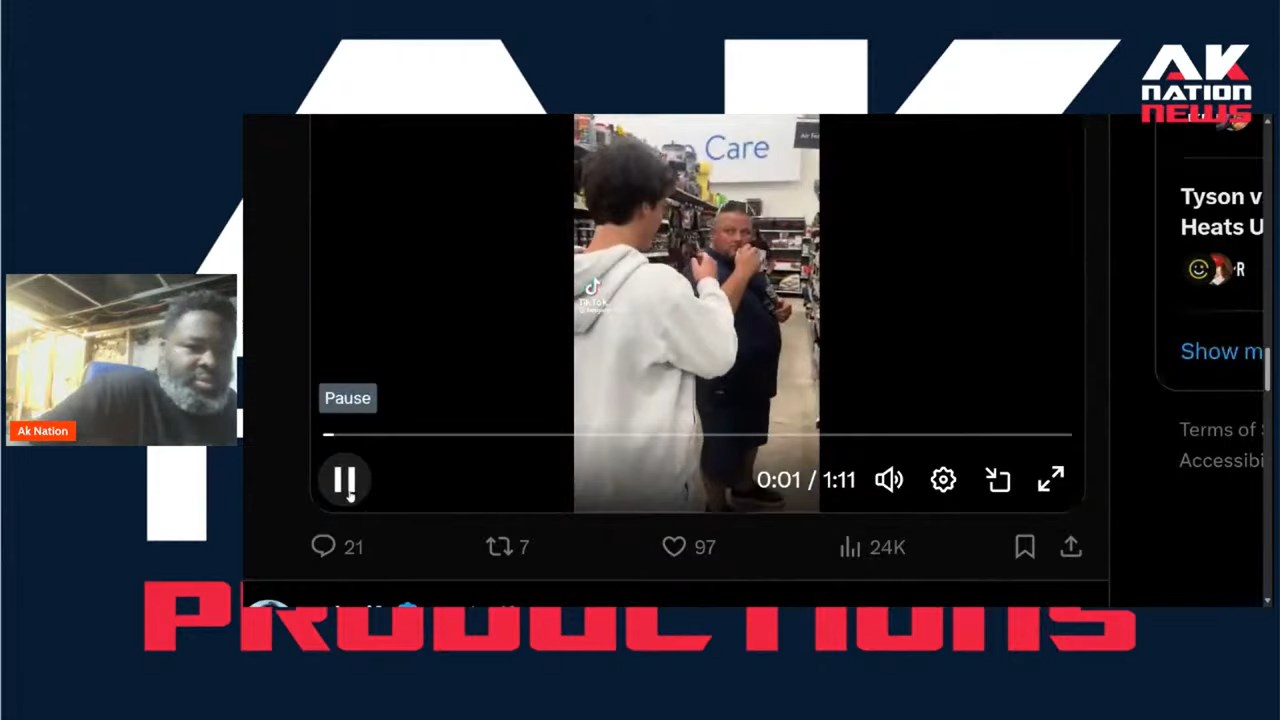 AK
NATION
NEWS
Care
Tyson v
Heats U
R
TikTok
Show m
Ak Nation
Pause
Terms of S
Accessibi
0:01 / 1:11
21
7
97
24K
PRODUCTIONS